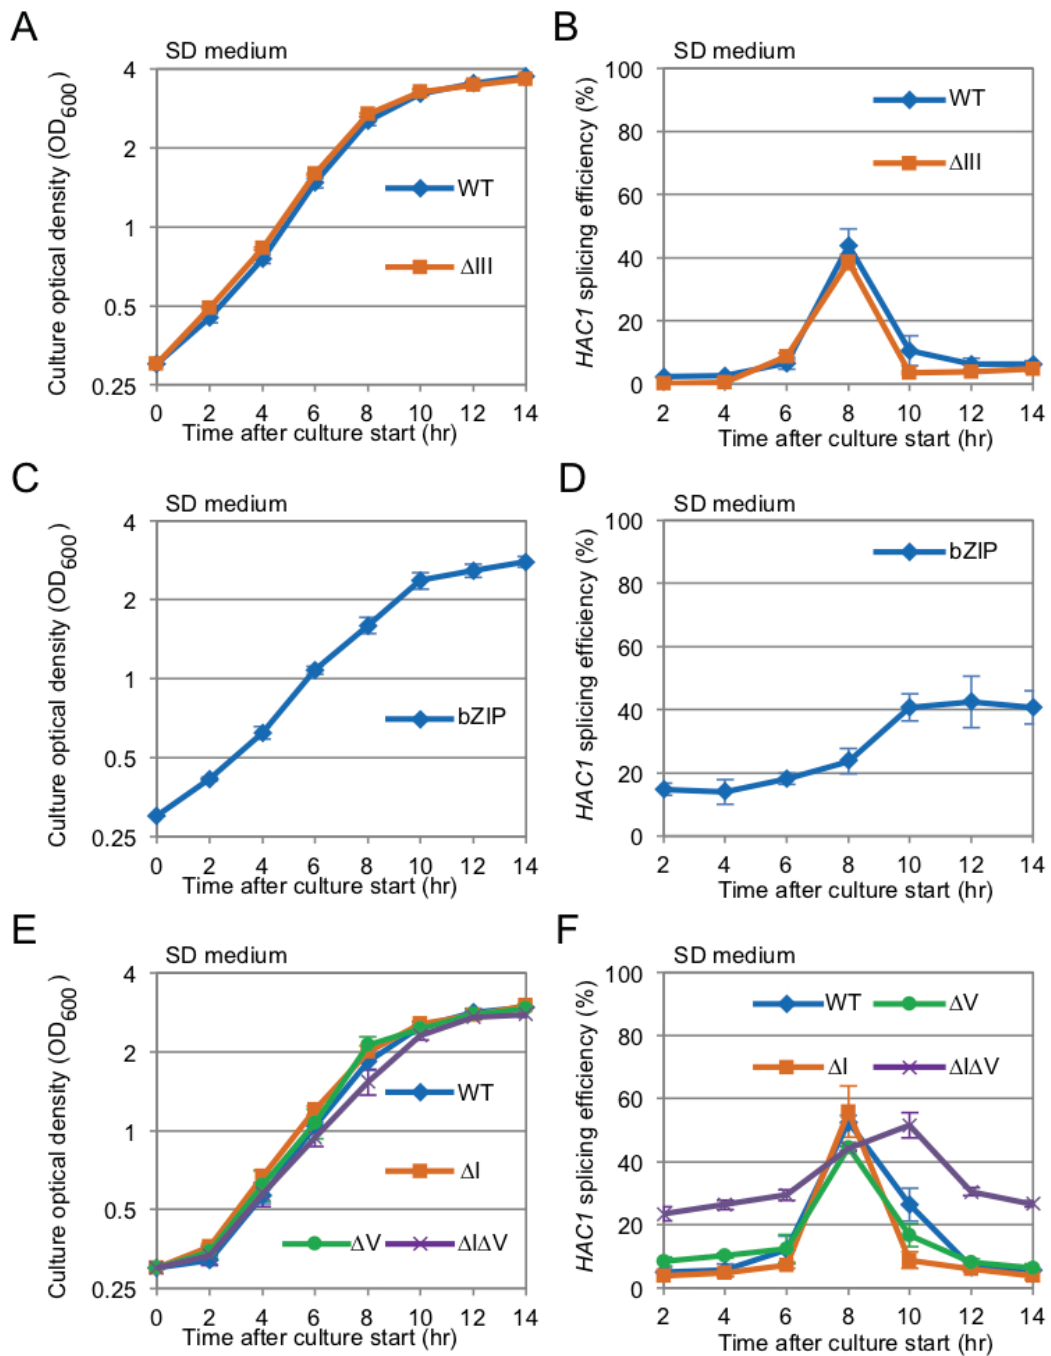 A
SD medium
Culture optical density (OD600)
4
2
1
0.5
0.25
WT
ΔIII
0 2 4 6 8 10 12 14
Time after culture start (hr)
B
SD medium
HAC1 splicing efficiency (%)
100
80
60
40
20
0
WT
ΔIII
2 4 6 8 10 12 14
Time after culture start (hr)
C
SD medium
Culture optical density (OD600)
4
2
1
0.5
0.25
bZIP
0 2 4 6 8 10 12 14
Time after culture start (hr)
D
SD medium
HAC1 splicing efficiency (%)
100
80
60
40
20
0
bZIP
2 4 6 8 10 12 14
Time after culture start (hr)
E
SD medium
Culture optical density (OD600)
4
2
1
0.5
0.25
WT
ΔI
ΔV ΔIΔV
0 2 4 6 8 10 12 14
Time after culture start (hr)
F
SD medium
HAC1 splicing efficiency (%)
100
80
60
40
20
0
WT ΔV
ΔI ΔIΔV
2 4 6 8 10 12 14
Time after culture start (hr)